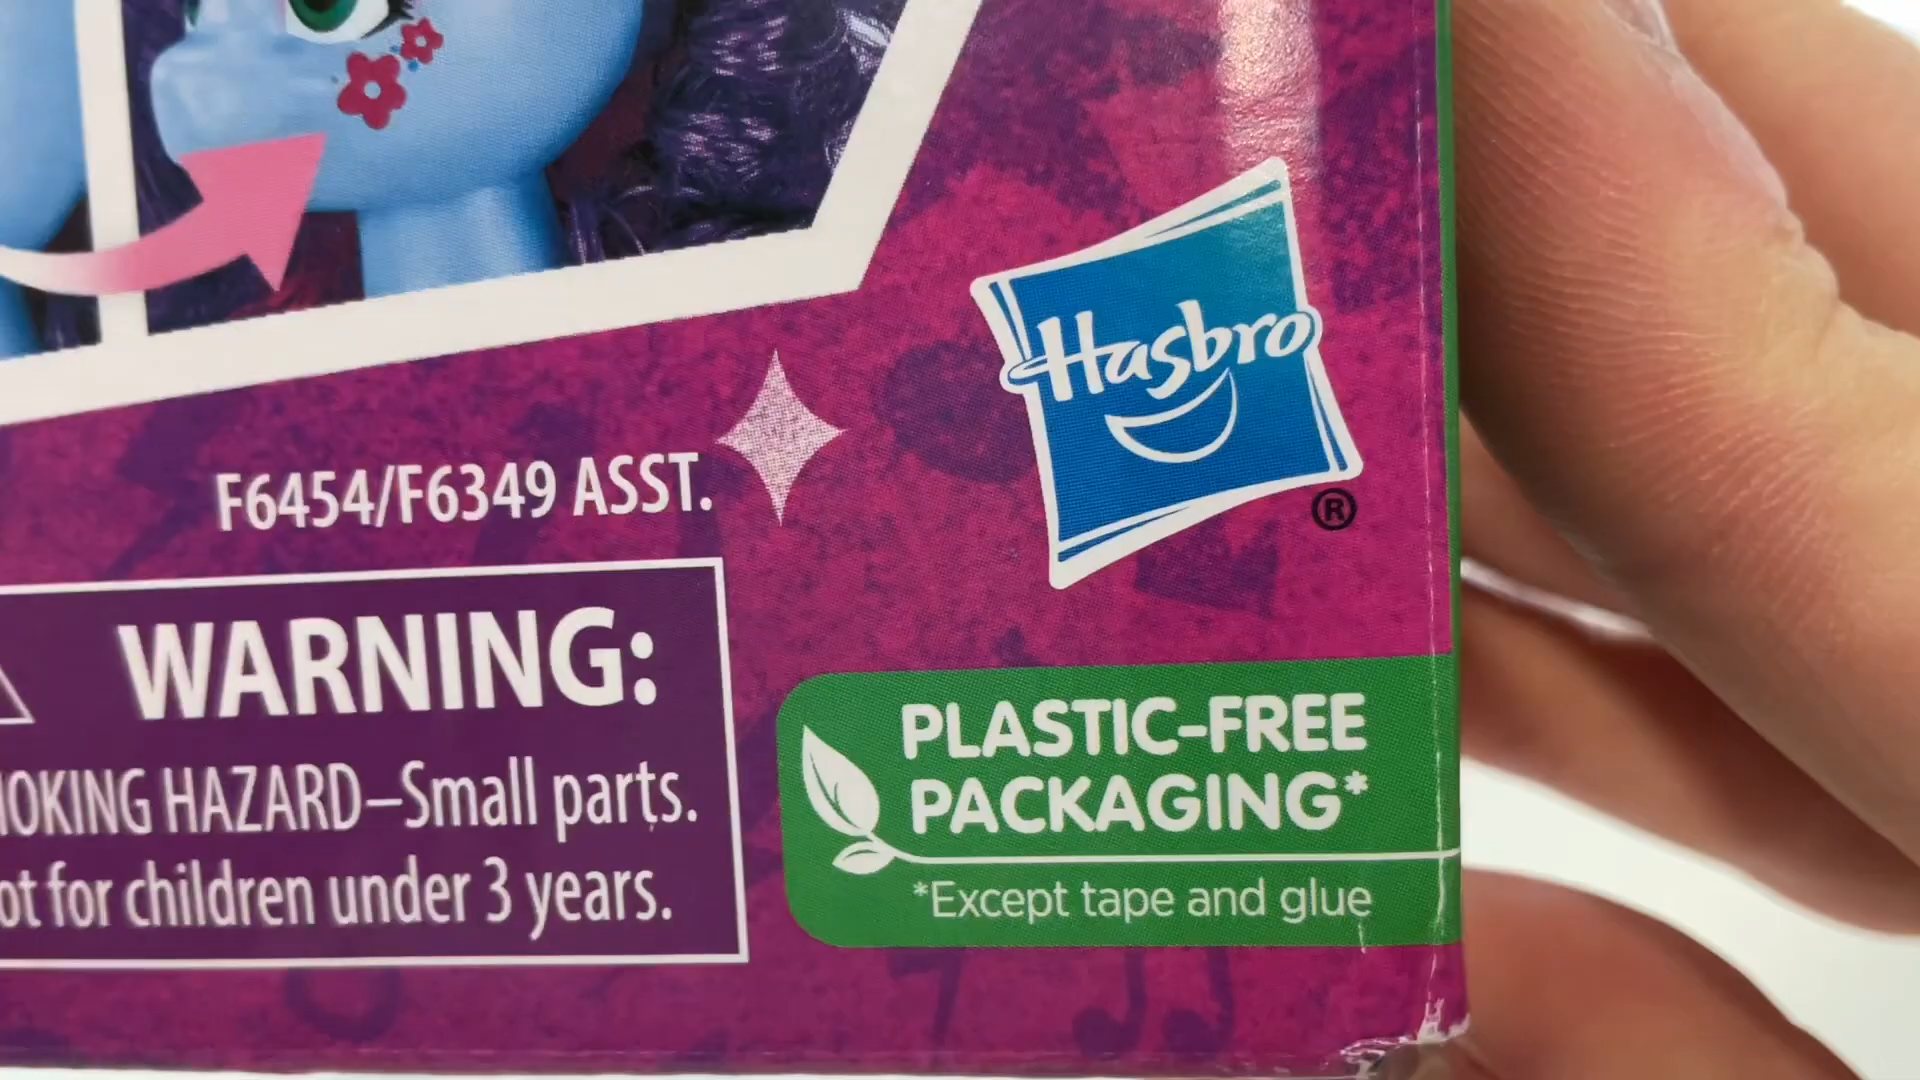 Hasbro
®
F6454/F6349 ASST.
WARNING:
HOKING HAZARD–Small parts.
ot for children under 3 years.
PLASTIC-FREE
PACKAGING*
*Except tape and glue